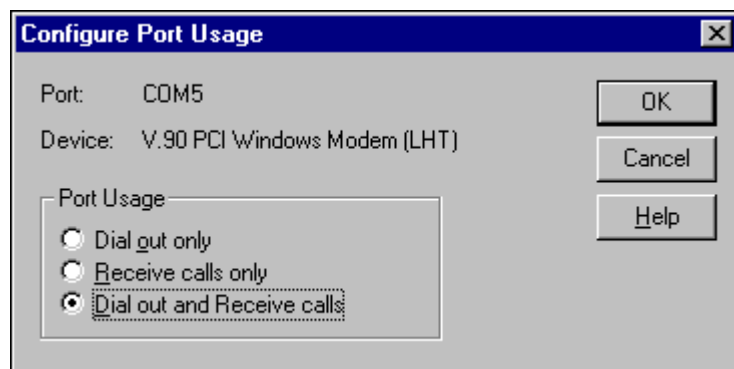 Configure Port Usage
Port: COM5
Device: V.90 PCI Windows Modem (LHT)
Port Usage
Dial out only
Receive calls only
Dial out and Receive calls
OK
Cancel
Help